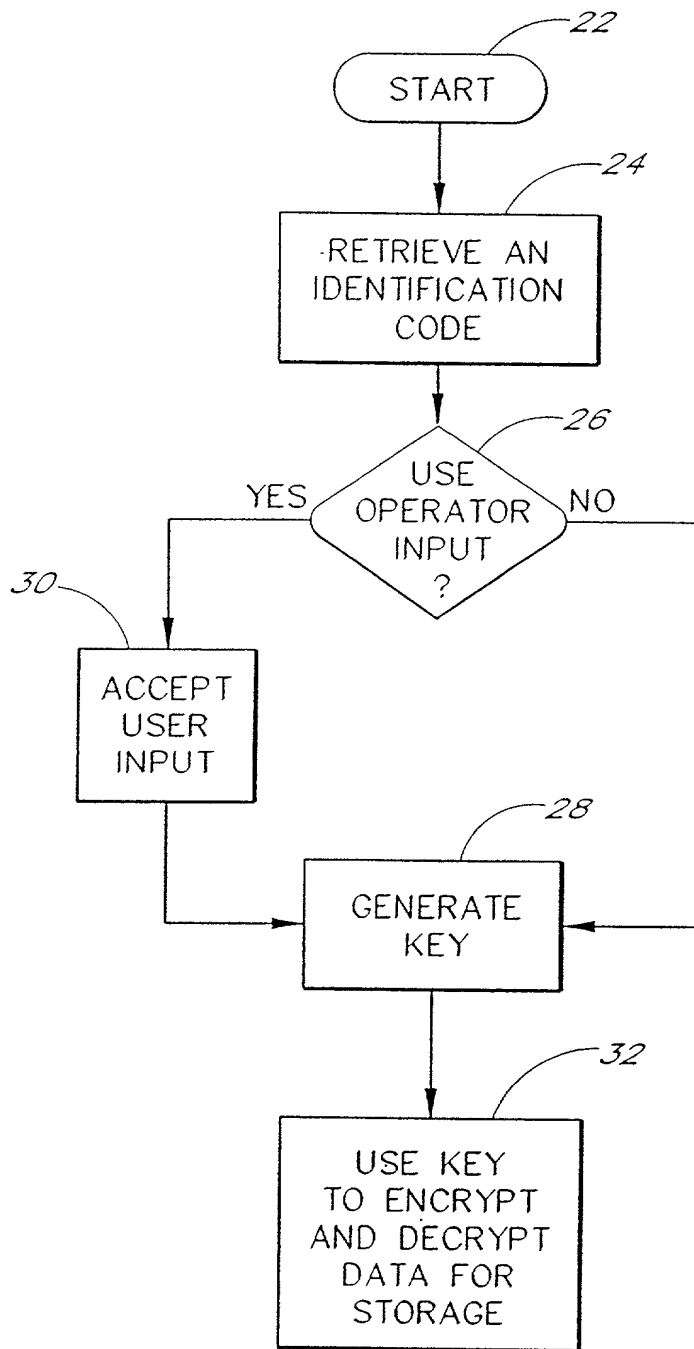 22
START
24
RETRIEVE AN
IDENTIFICATION
CODE
26
USE
OPERATOR
INPUT
?
YES
NO
30
ACCEPT
USER
INPUT
28
GENERATE
KEY
32
USE KEY
TO ENCRYPT
AND DECRYPT
DATA FOR
STORAGE